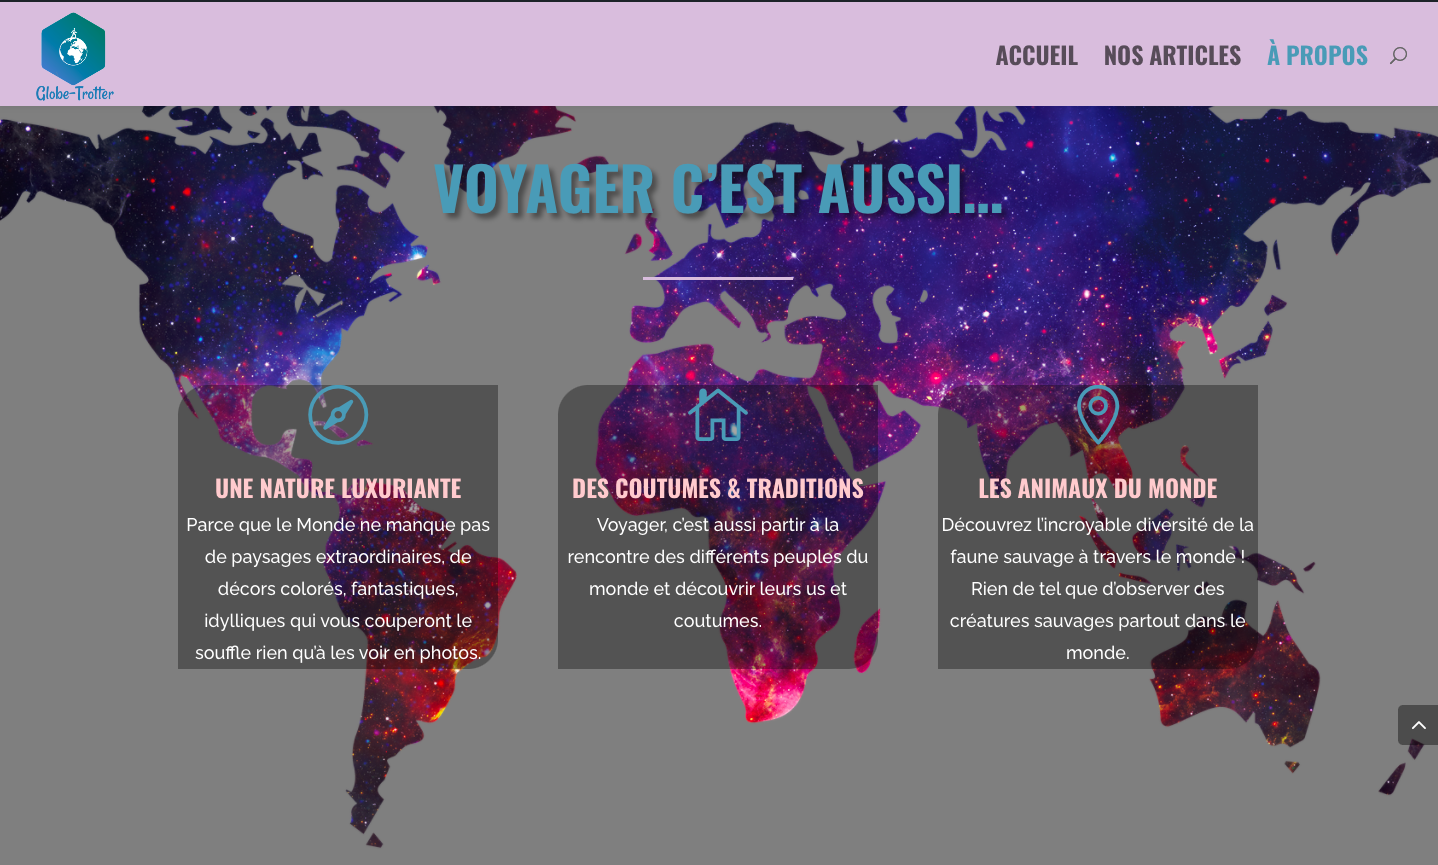 Globe-Trotter
ACCUEIL NOS ARTICLES À PROPOS
VOYAGER C'EST AUSSI...
UNE NATURE LUXURIANTE
Parce que le Monde ne manque pas
de paysages extraordinaires, de
décors colorés, fantastiques,
idylliques qui vous couperont le
souffle rien qu'à les voir en photos.
DES COUTUMES & TRADITIONS
Voyager, c'est aussi partir à la
rencontre des différents peuples du
monde et découvrir leurs us et
coutumes.
LES ANIMAUX DU MONDE
Découvrez l'incroyable diversité de la
faune sauvage à travers le monde !
Rien de tel que d'observer des
créatures sauvages partout dans le
monde.